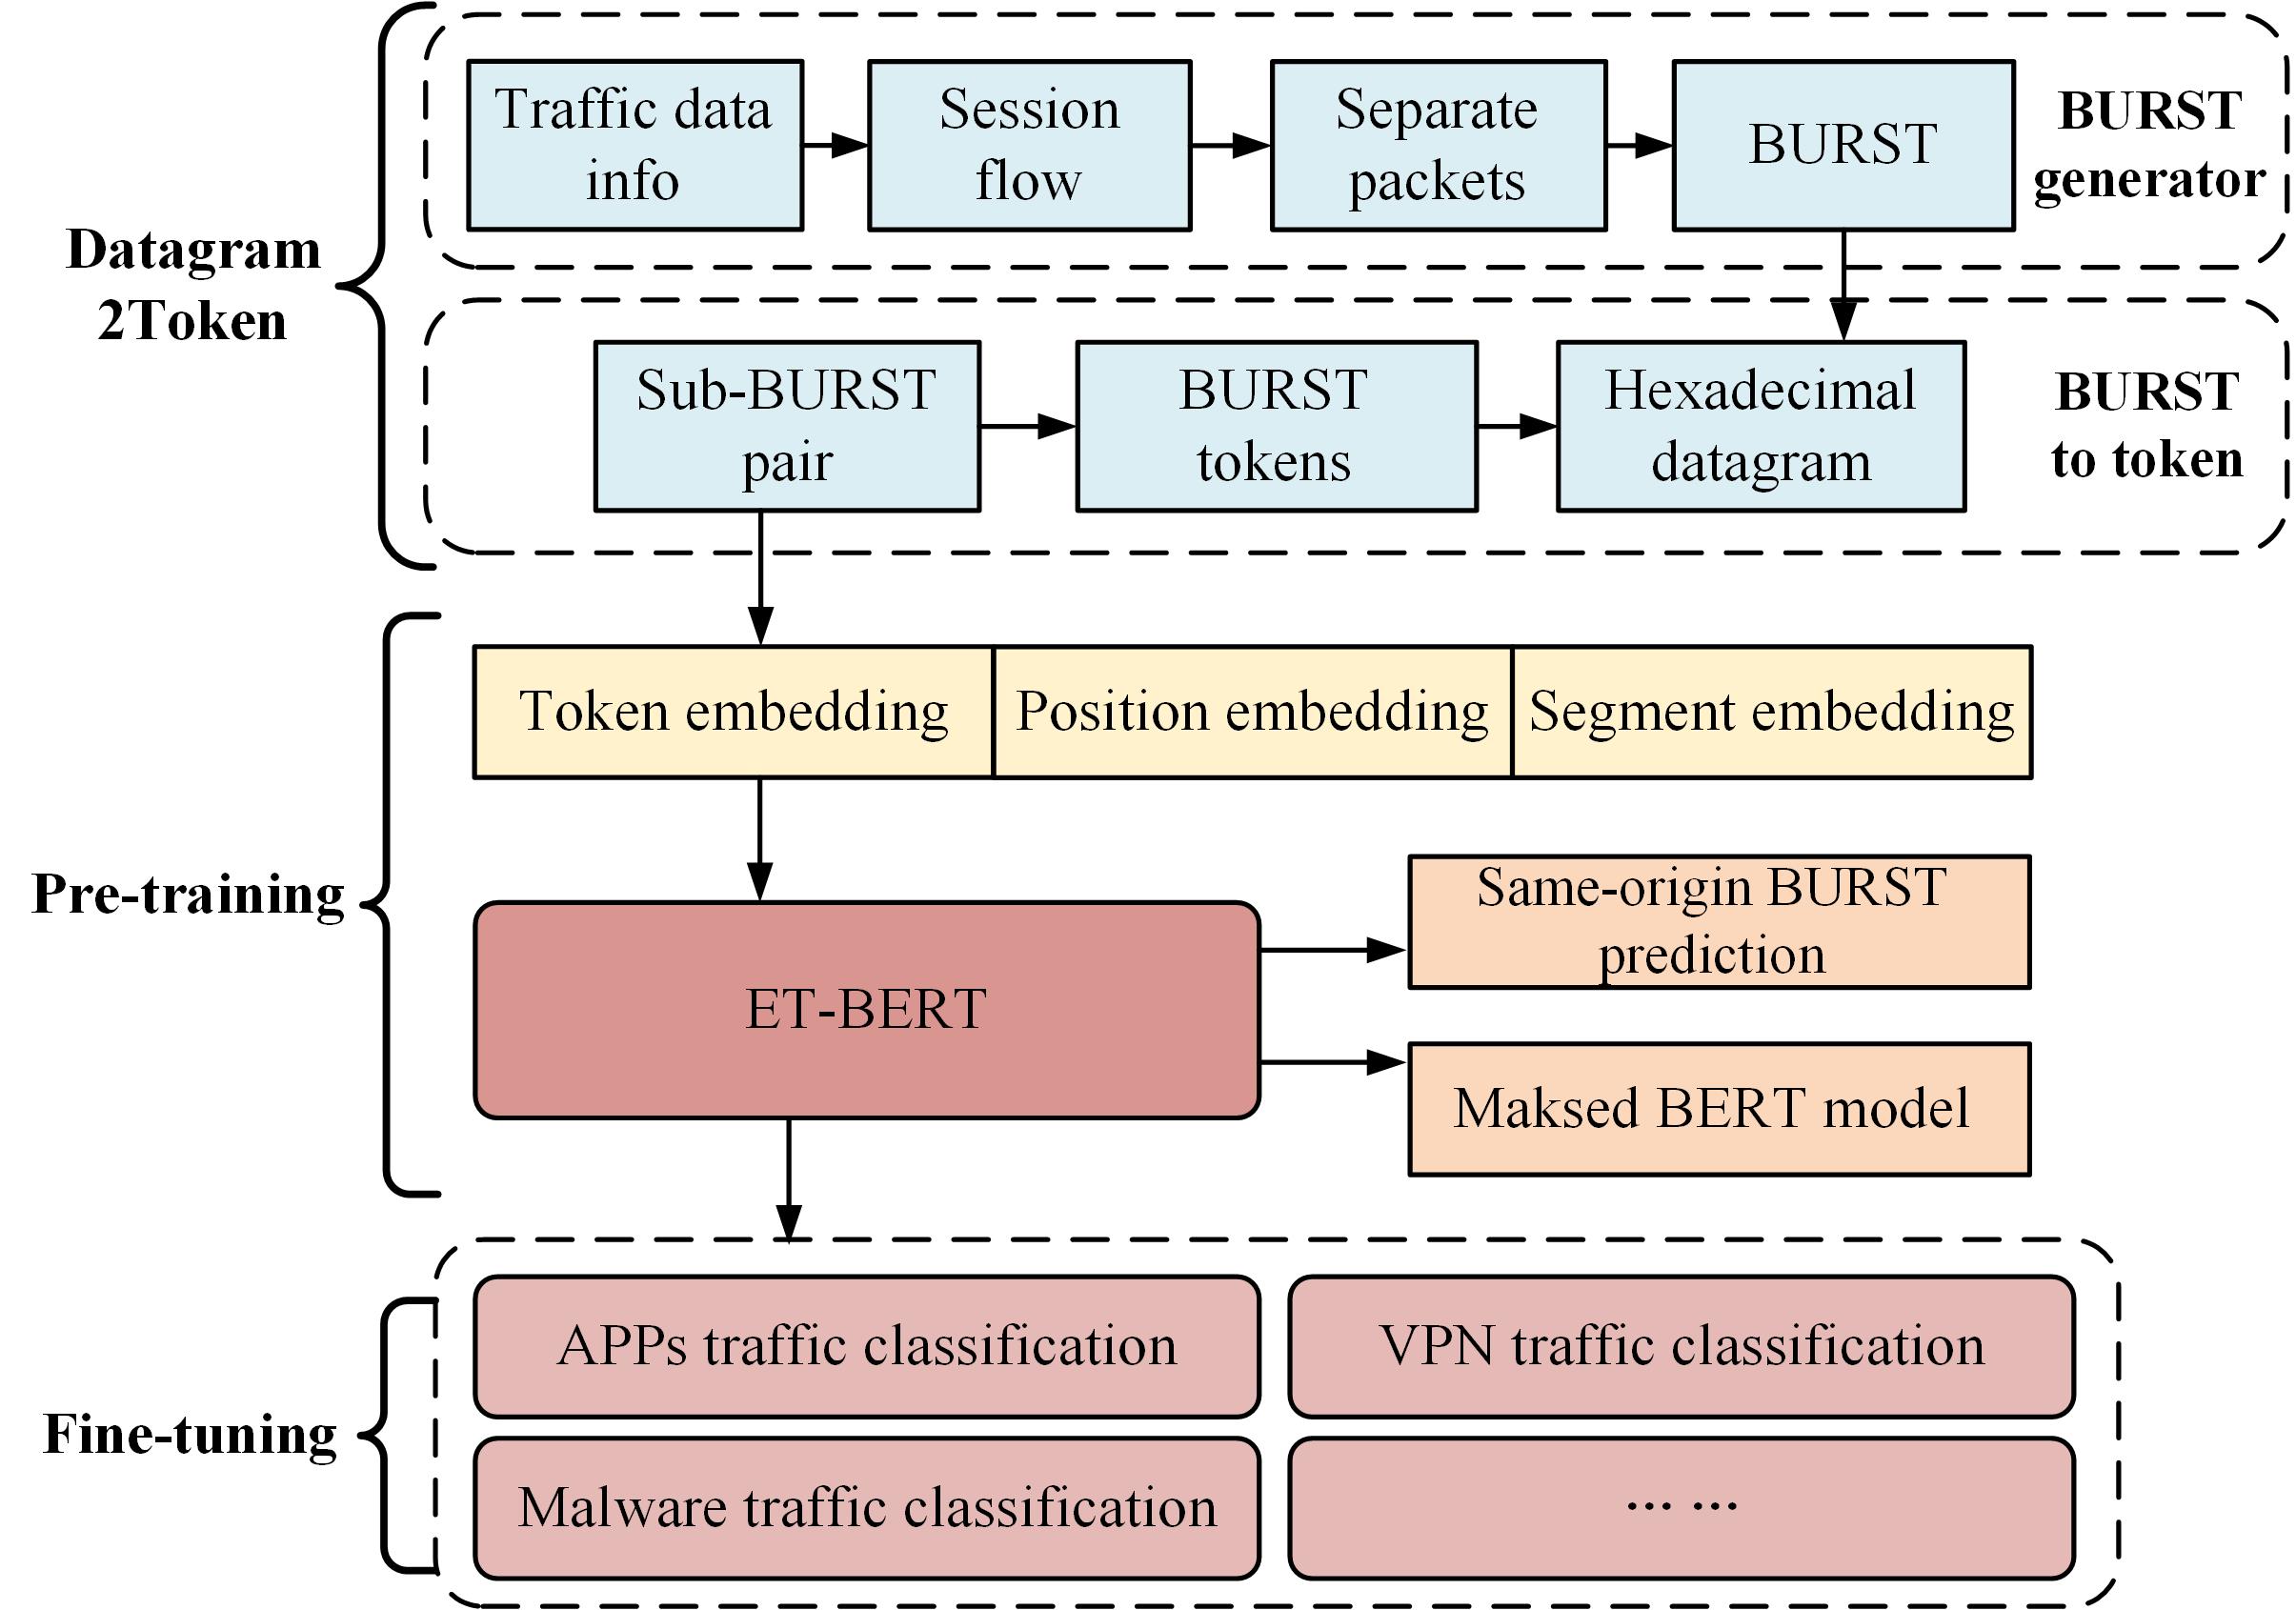 Datagram
2Token
Traffic data
info
Session
flow
Separate
packets
BURST
BURST
generator
Sub-BURST
pair
BURST
tokens
Hexadecimal
datagram
BURST
to token
Pre-training
Token embedding
Position embedding
Segment embedding
ET-BERT
Same-origin BURST
prediction
Maksed BERT model
Fine-tuning
APPs traffic classification
VPN traffic classification
Malware traffic classification
... ...